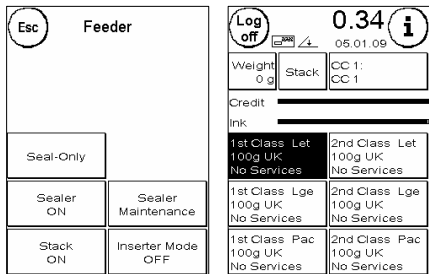 Esc
Feeder
Seal-Only
Sealer
ON
Sealer
Maintenance
Stack
ON
Inserter Mode
OFF
Log
off
0.34
i
05.01.09
Weight
0 g
Stack
CC 1:
CC 1
Credit
Ink
1st Class Let
100g UK
No Services
2nd Class Let
100g UK
No Services
1st Class Lge
100g UK
No Services
2nd Class Lge
100g UK
No Services
1st Class Pac
100g UK
No Services
2nd Class Pac
100g UK
No Services